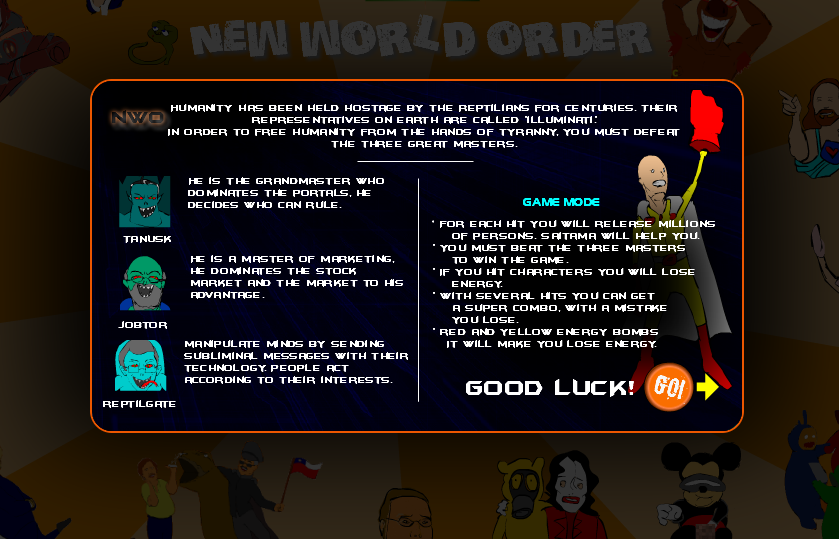 NEW WORLD ORDER
NWO
HUMANITY HAS BEEN HELD HOSTAGE BY THE REPTILIANS FOR CENTURIES. THEIR
REPRESENTATIVES ON EARTH ARE CALLED "ILLUMINATI."
IN ORDER TO FREE HUMANITY FROM THE HANDS OF TYRANNY, YOU MUST DEFEAT
THE THREE GREAT MASTERS.
HE IS THE GRANDMASTER WHO
DOMINATES THE PORTALS, HE
DECIDES WHO CAN RULE.
TANUSK
HE IS A MASTER OF MARKETING,
HE DOMINATES THE STOCK
MARKET AND THE MARKET TO HIS
ADVANTAGE.
JOBTOR
MANIPULATE MINDS BY SENDING
SUBLIMINAL MESSAGES WITH THEIR
TECHNOLOGY. PEOPLE ACT
ACCORDING TO THEIR INTERESTS.
REPTILGATE
GAME MODE
* FOR EACH HIT YOU WILL RELEASE MILLIONS
OF PERSONS. SAITAMA WILL HELP YOU.
* YOU MUST BEAT THE THREE MASTERS
TO WIN THE GAME.
* IF YOU HIT CHARACTERS YOU WILL LOSE
ENERGY.
* WITH SEVERAL HITS YOU CAN GET
A SUPER COMBO, WITH A MISTAKE
YOU LOSE.
* RED AND YELLOW ENERGY BOMBS
IT WILL MAKE YOU LOSE ENERGY.
GOOD LUCK!
GO!